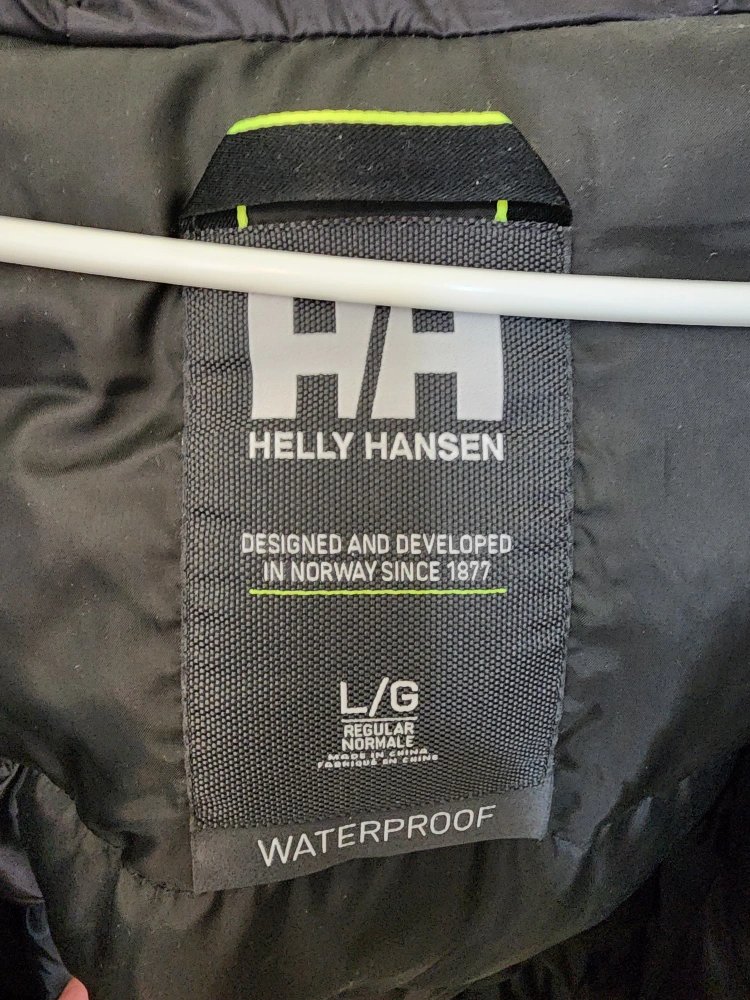 HH
HELLY HANSEN
DESIGNED AND DEVELOPED
IN NORWAY SINCE 1877
L/G
REGULAR
NORMALE
MADE IN CHINA
FABRIQUÉ EN CHINE
WATERPROOF